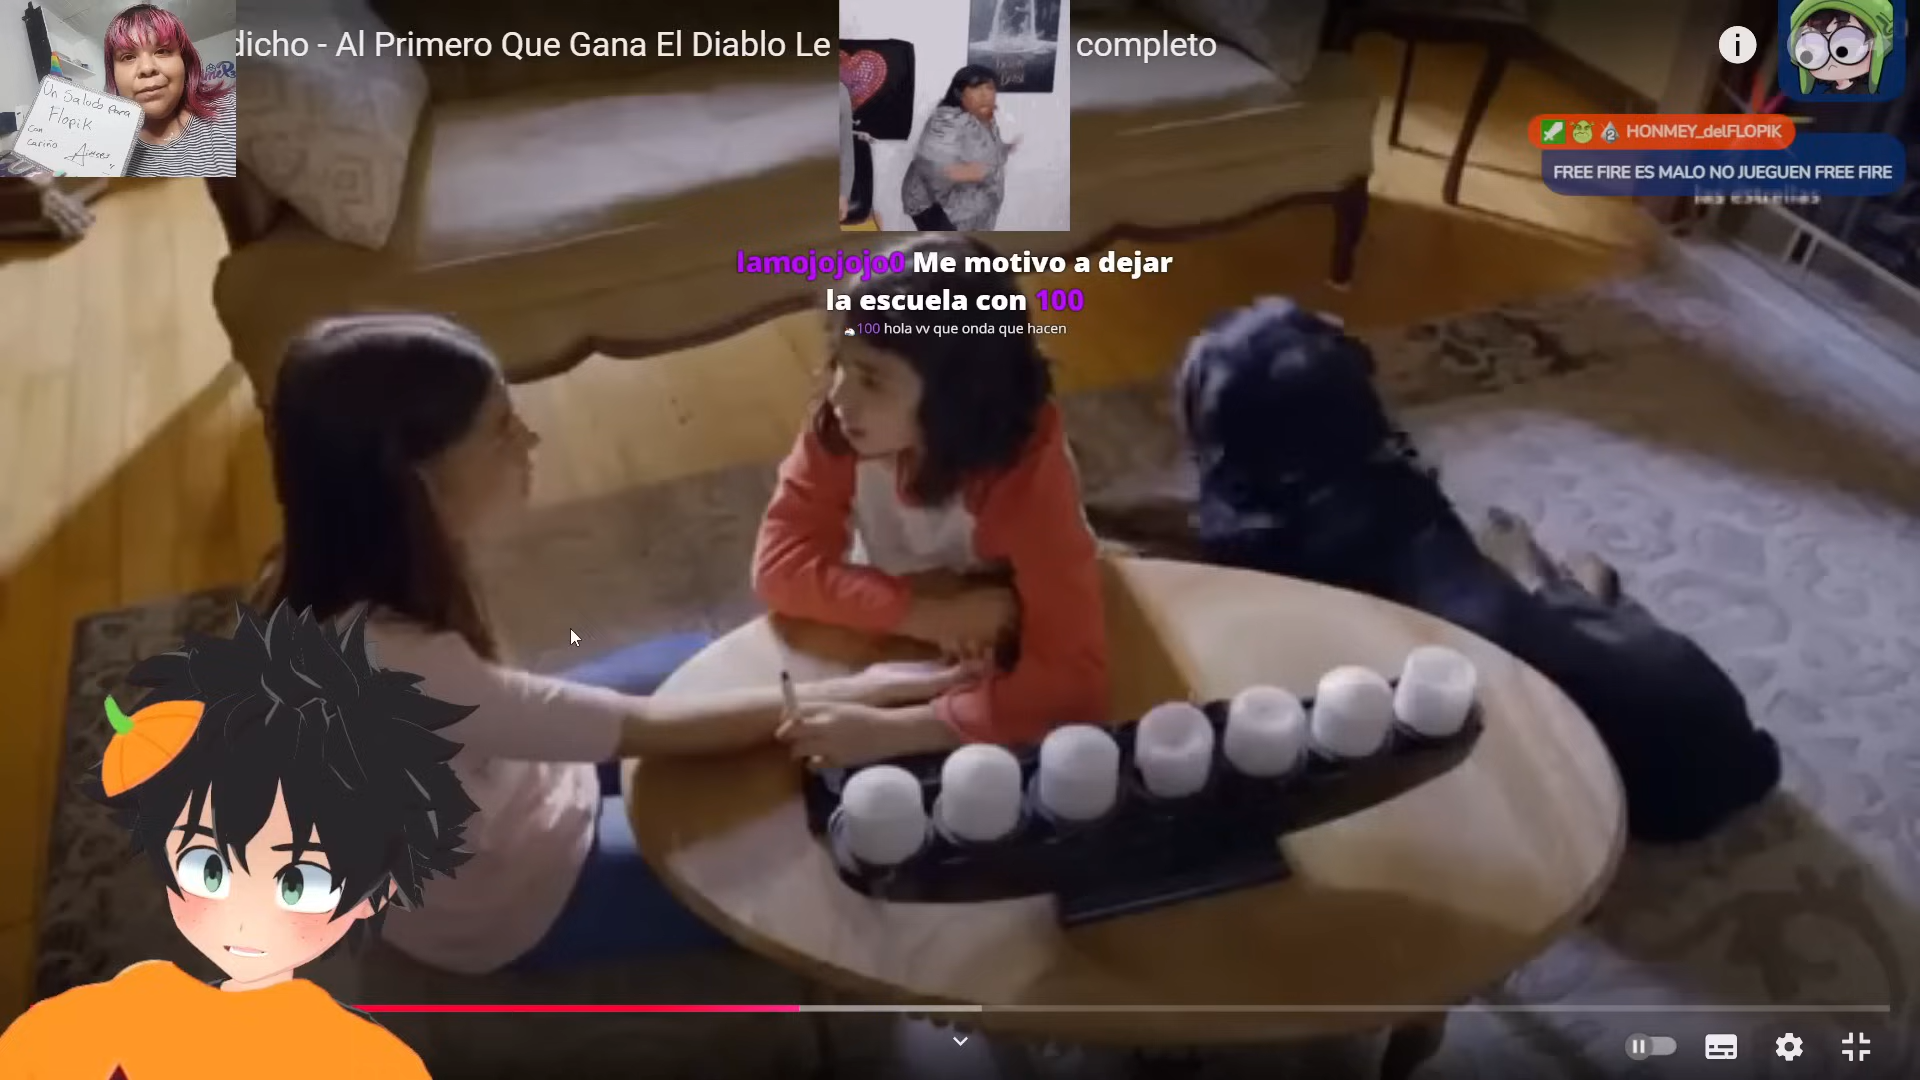 dicho - Al Primero Que Gana El Diablo Le
completo
Un Saludo para
Flopik
con
cariño
HONMEY_delFLOPIK
FREE FIRE ES MALO NO JUEGUEN FREE FIRE
las estrellas
lamojojojo0 Me motivo a dejar
la escuela con 100
100 hola vv que onda que hacen